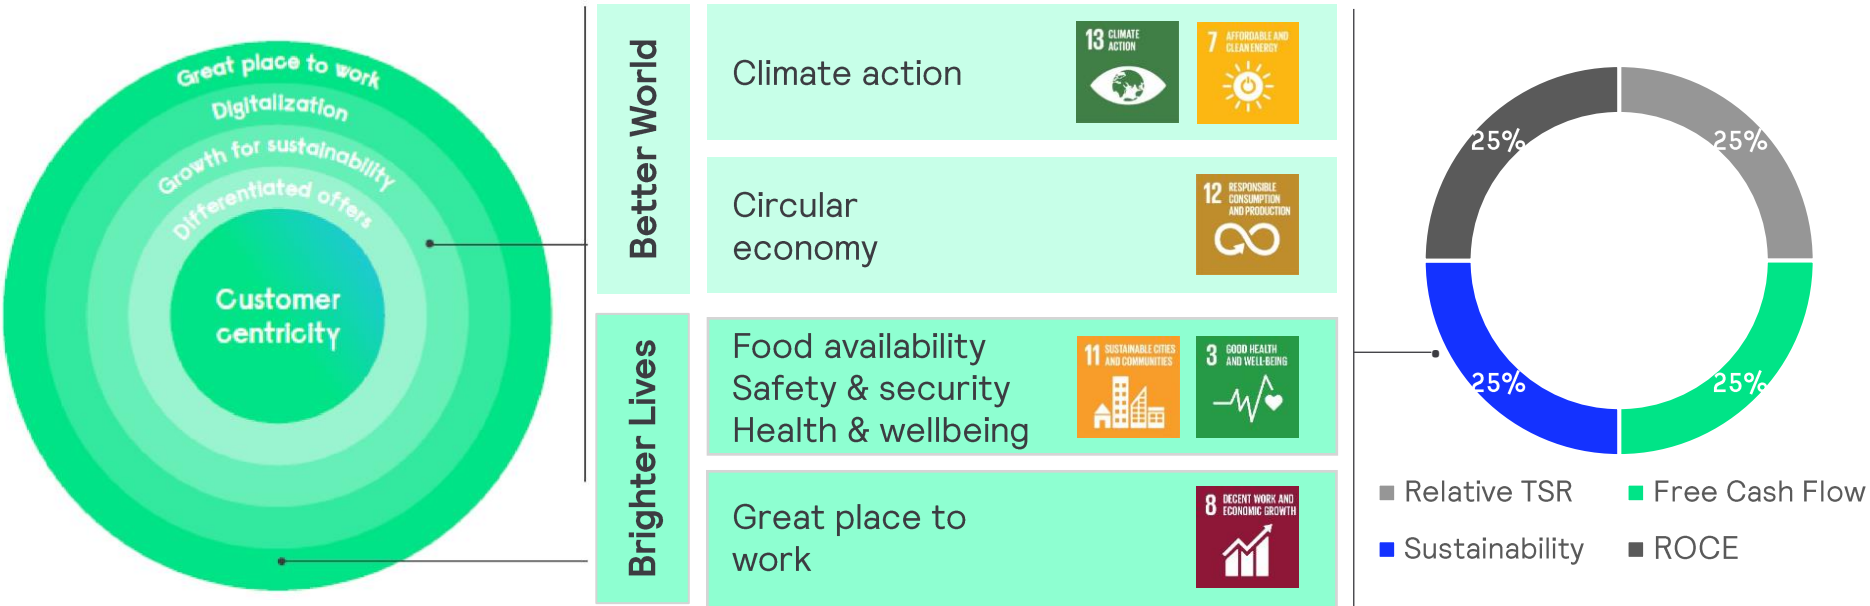 Great place to work
Digitalization
Growth for sustainability
Differentiated offers
Customer
centricity
Better World
Climate action
13 CLIMATE
ACTION
7 AFFORDABLE AND
CLEAN ENERGY
Circular
economy
12 RESPONSIBLE
CONSUMPTION
AND PRODUCTION
Brighter Lives
Food availability
Safety & security
Health & wellbeing
11 SUSTAINABLE CITIES
AND COMMUNITIES
3 GOOD HEALTH
AND WELL-BEING
Great place to
work
8 DECENT WORK AND
ECONOMIC GROWTH
25% 25%
25% 25%
Relative TSR Free Cash Flow
Sustainability ROCE